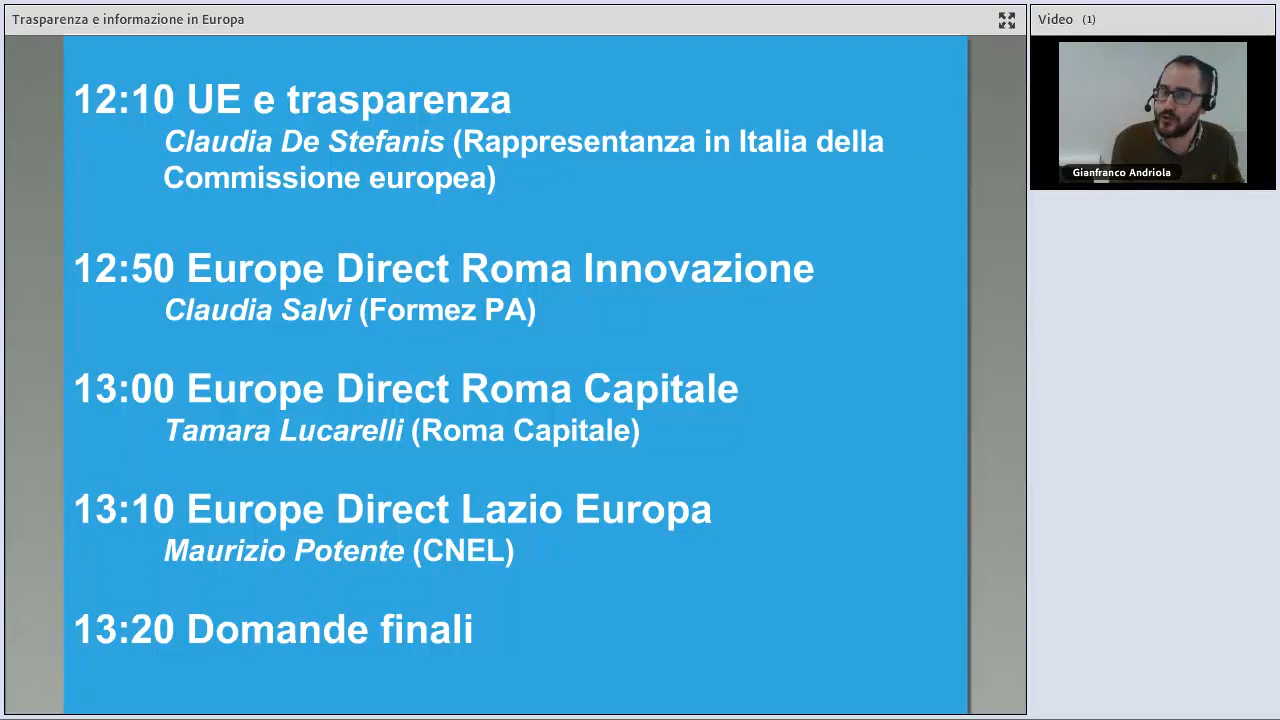 Trasparenza e informazione in Europa
Video (1)
12:10 UE e trasparenza
Claudia De Stefanis (Rappresentanza in Italia della
Commissione europea)
12:50 Europe Direct Roma Innovazione
Claudia Salvi (Formez PA)
13:00 Europe Direct Roma Capitale
Tamara Lucarelli (Roma Capitale)
13:10 Europe Direct Lazio Europa
Maurizio Potente (CNEL)
13:20 Domande finali
Gianfranco Andriola